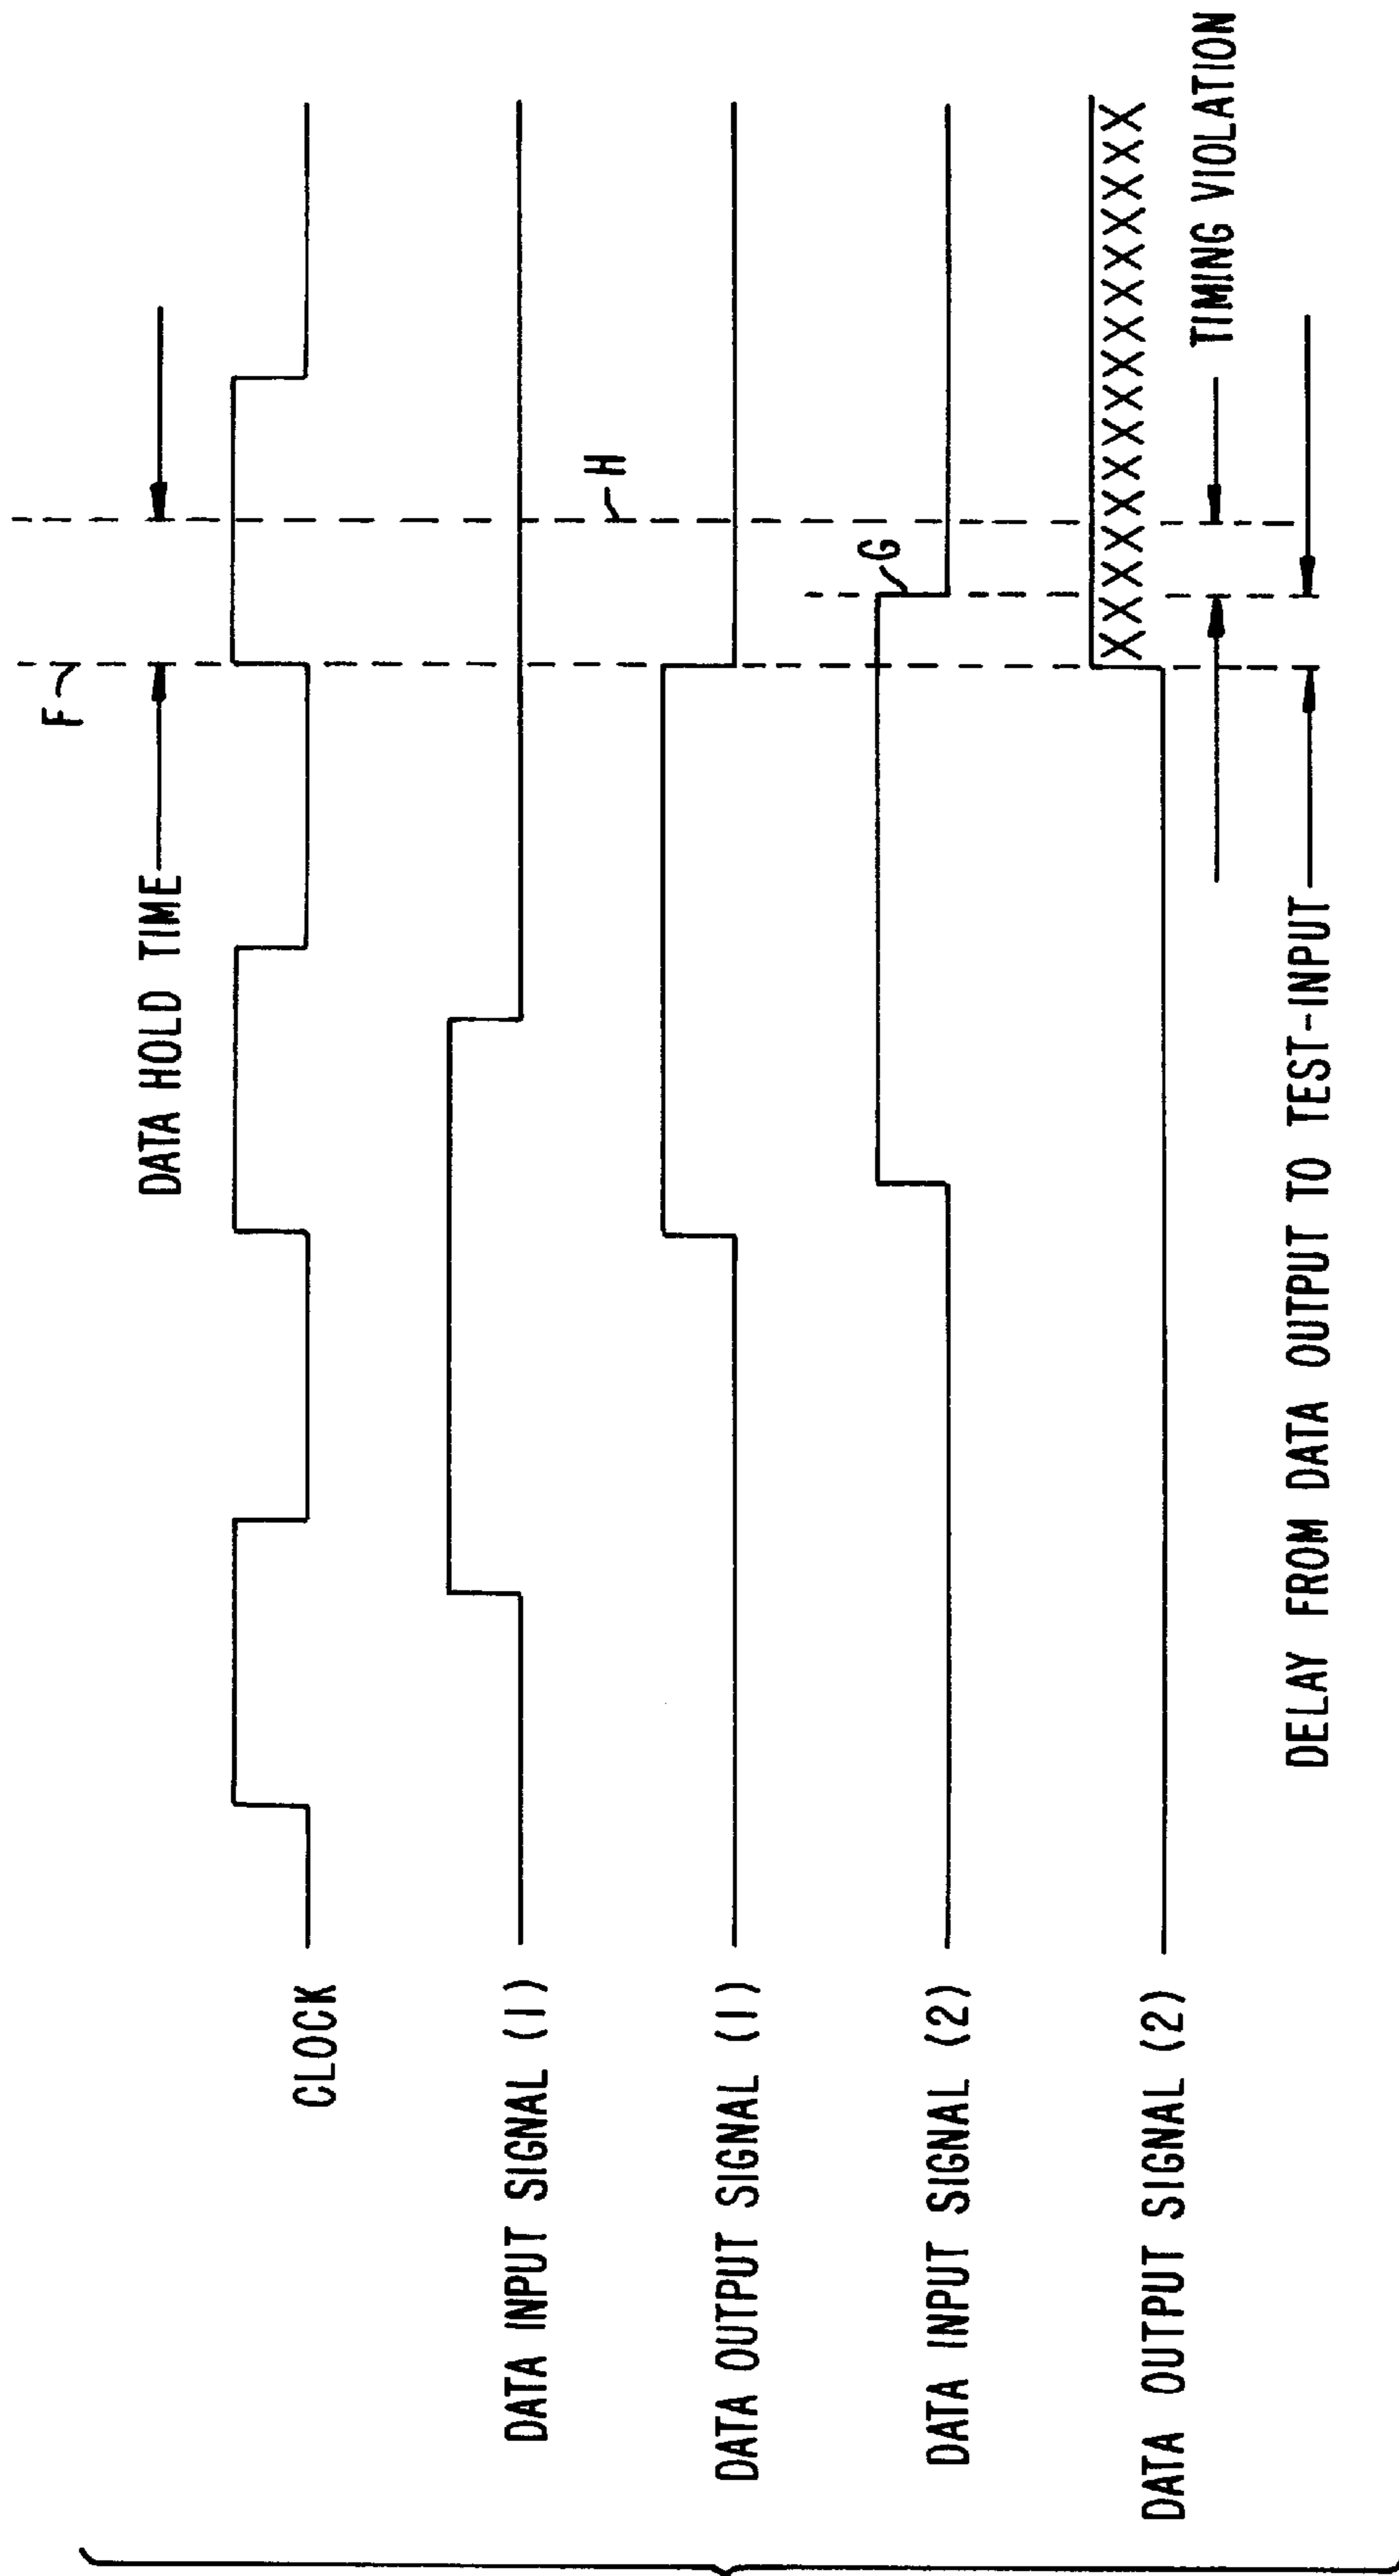 F
DATA HOLD TIME
CLOCK
DATA INPUT SIGNAL (1)
H
DATA OUTPUT SIGNAL (1)
G
DATA INPUT SIGNAL (2)
DATA OUTPUT SIGNAL (2)
XXXXXXXXXXXXXXXX
TIMING VIOLATION
DELAY FROM DATA OUTPUT TO TEST-INPUT